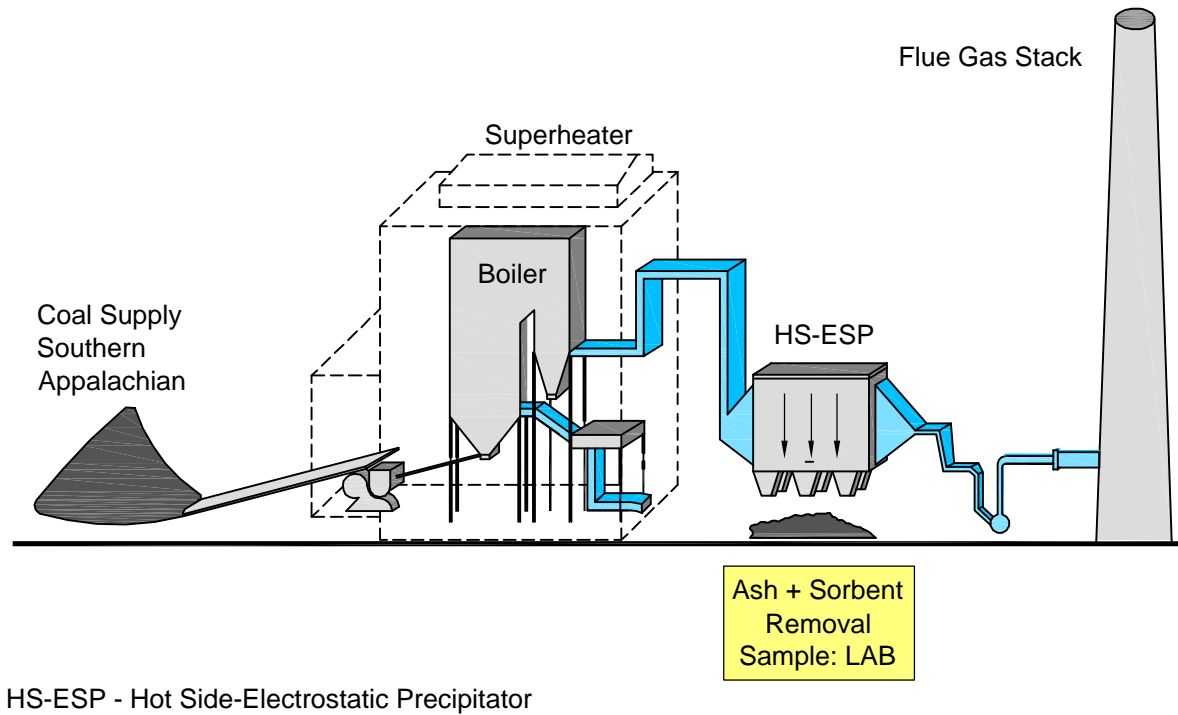 Flue Gas Stack
Superheater
Boiler
Coal Supply
Southern
Appalachian
HS-ESP
Ash + Sorbent
Removal
Sample: LAB
HS-ESP - Hot Side-Electrostatic Precipitator